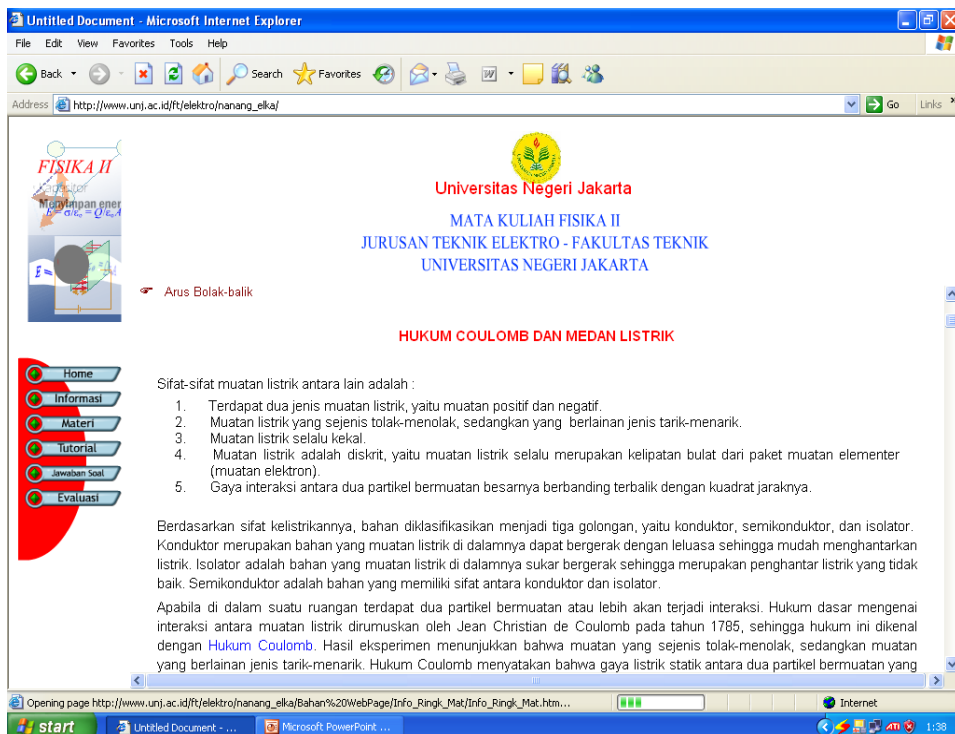 Untitled Document - Microsoft Internet Explorer
File Edit View Favorites Tools Help
Back Search Favorites
Address http://www.unj.ac.id/ft/elektro/nanang_elka/ Go Links
FISIKA II
Kapasitor
Menyimpan ener
E = σ/ε₀ = Q/ε₀A
E =
Universitas Negeri Jakarta
MATA KULIAH FISIKA II
JURUSAN TEKNIK ELEKTRO - FAKULTAS TEKNIK
UNIVERSITAS NEGERI JAKARTA
Arus Bolak-balik
HUKUM COULOMB DAN MEDAN LISTRIK
Home
Informasi
Materi
Tutorial
Jawaban Soal
Evaluasi
Sifat-sifat muatan listrik antara lain adalah :
1. Terdapat dua jenis muatan listrik, yaitu muatan positif dan negatif.
2. Muatan listrik yang sejenis tolak-menolak, sedangkan yang berlainan jenis tarik-menarik.
3. Muatan listrik selalu kekal.
4. Muatan listrik adalah diskrit, yaitu muatan listrik selalu merupakan kelipatan bulat dari paket muatan elementer
(muatan elektron).
5. Gaya interaksi antara dua partikel bermuatan besarnya berbanding terbalik dengan kuadrat jaraknya.
Berdasarkan sifat kelistrikannya, bahan diklasifikasikan menjadi tiga golongan, yaitu konduktor, semikonduktor, dan isolator.
Konduktor merupakan bahan yang muatan listrik di dalamnya dapat bergerak dengan leluasa sehingga mudah menghantarkan
listrik. Isolator adalah bahan yang muatan listrik di dalamnya sukar bergerak sehingga merupakan penghantar listrik yang tidak
baik. Semikonduktor adalah bahan yang memiliki sifat antara konduktor dan isolator.
Apabila di dalam suatu ruangan terdapat dua partikel bermuatan atau lebih akan terjadi interaksi. Hukum dasar mengenai
interaksi antara muatan listrik dirumuskan oleh Jean Christian de Coulomb pada tahun 1785, sehingga hukum ini dikenal
dengan Hukum Coulomb. Hasil eksperimen menunjukkan bahwa muatan yang sejenis tolak-menolak, sedangkan muatan
yang berlainan jenis tarik-menarik. Hukum Coulomb menyatakan bahwa gaya listrik statik antara dua partikel bermuatan yang
Opening page http://www.unj.ac.id/ft/elektro/nanang_elka/Bahan%20WebPage/Info_Ringk_Mat/Info_Ringk_Mat.htm... Internet
start Untitled Document - ... Microsoft PowerPoint ... 1:38